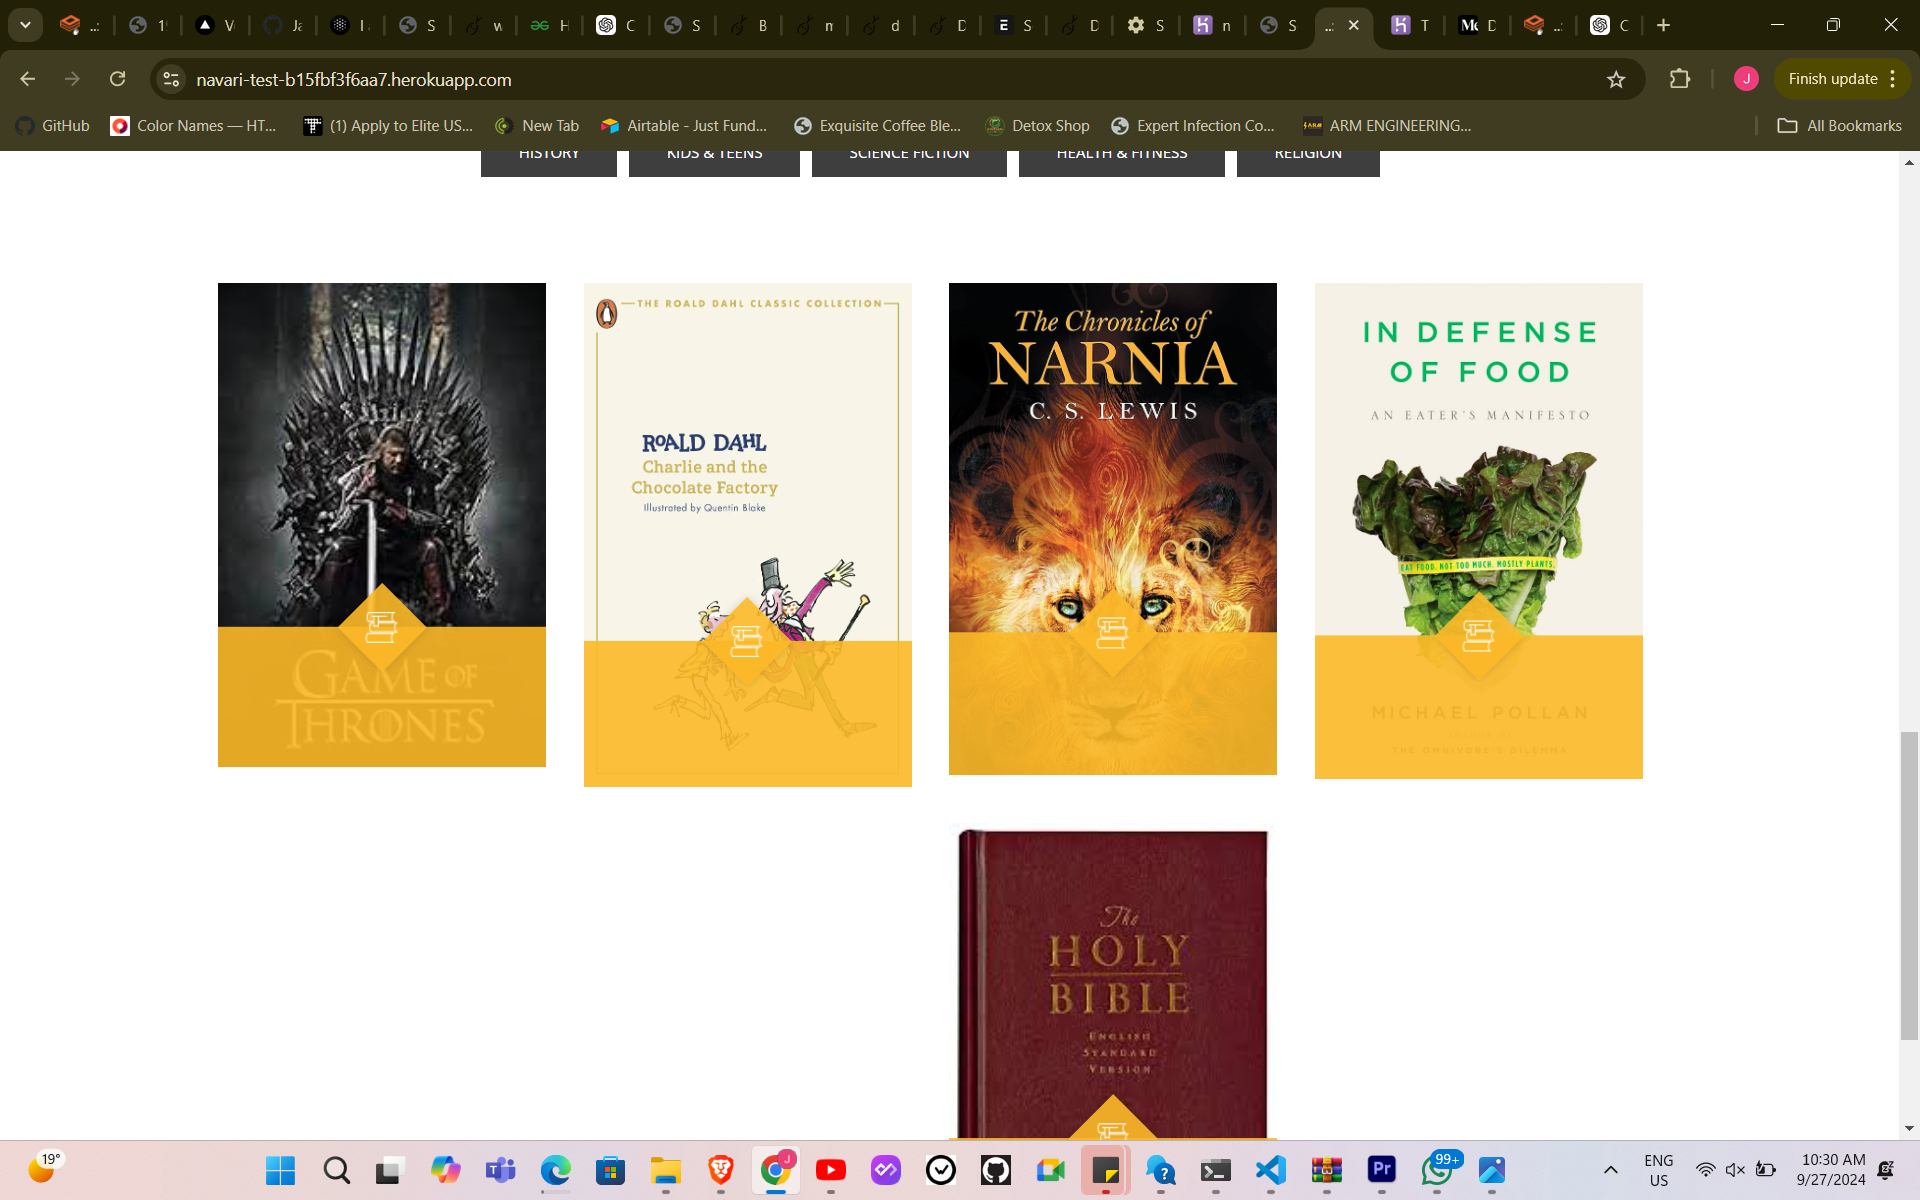 W
Ja
S
w
H
C
S
B
n
d
D
S
D
S
n
S
T
D
C
navari-test-b15fbf3f6aa7.herokuapp.com
J
Finish update
GitHub
Color Names — HT...
(1) Apply to Elite US...
New Tab
Airtable - Just Fund...
Exquisite Coffee Ble...
Detox Shop
Expert Infection Co...
ARM ENGINEERING...
All Bookmarks
HISTORY
KIDS & TEENS
SCIENCE FICTION
HEALTH & FITNESS
RELIGION
GAME OF
THRONES
THE ROALD DAHL CLASSIC COLLECTION
ROALD DAHL
Charlie and the
Chocolate Factory
Illustrated by Quentin Blake
The Chronicles of
NARNIA
C. S. LEWIS
IN DEFENSE
OF FOOD
AN EATER'S MANIFESTO
EAT FOOD. NOT TOO MUCH. MOSTLY PLANTS.
MICHAEL POLLAN
THE OMNIVORE'S DILEMMA
The
HOLY
BIBLE
ENGLISH
STANDARD
VERSION
19°
J
Pr
99+
ENG
US
10:30 AM
9/27/2024